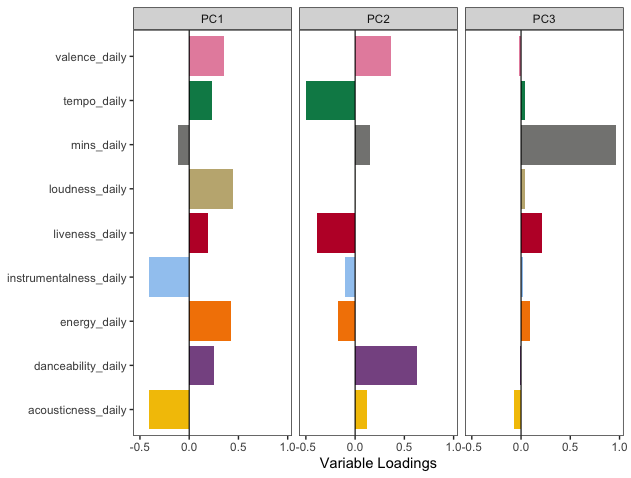 PC1 PC2 PC3
valence_daily
tempo_daily
mins_daily
loudness_daily
liveness_daily
instrumentalness_daily
energy_daily
danceability_daily
acousticness_daily
-0.5 0.0 0.5 1.0 -0.5 0.0 0.5 1.0 -0.5 0.0 0.5 1.0
Variable Loadings